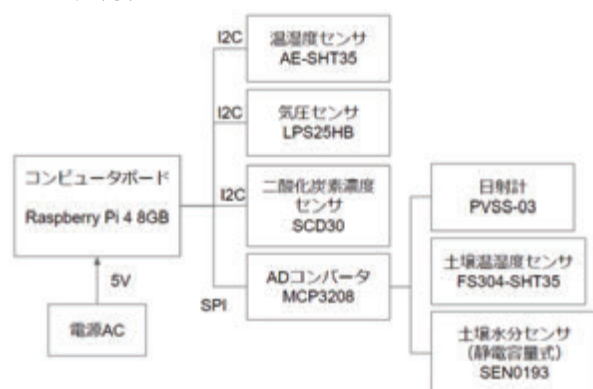 I2C
温湿度センサ
AE-SHT35
I2C
気圧センサ
LPS25HB
コンピュータボード
Raspberry Pi 4 8GB
I2C
二酸化炭素濃度
センサ
SCD30
日射計
PVSS-03
5V
SPI
ADコンバータ
MCP3208
土壌温湿度センサ
FS304-SHT35
電源AC
土壌水分センサ
(静電容量式)
SEN0193